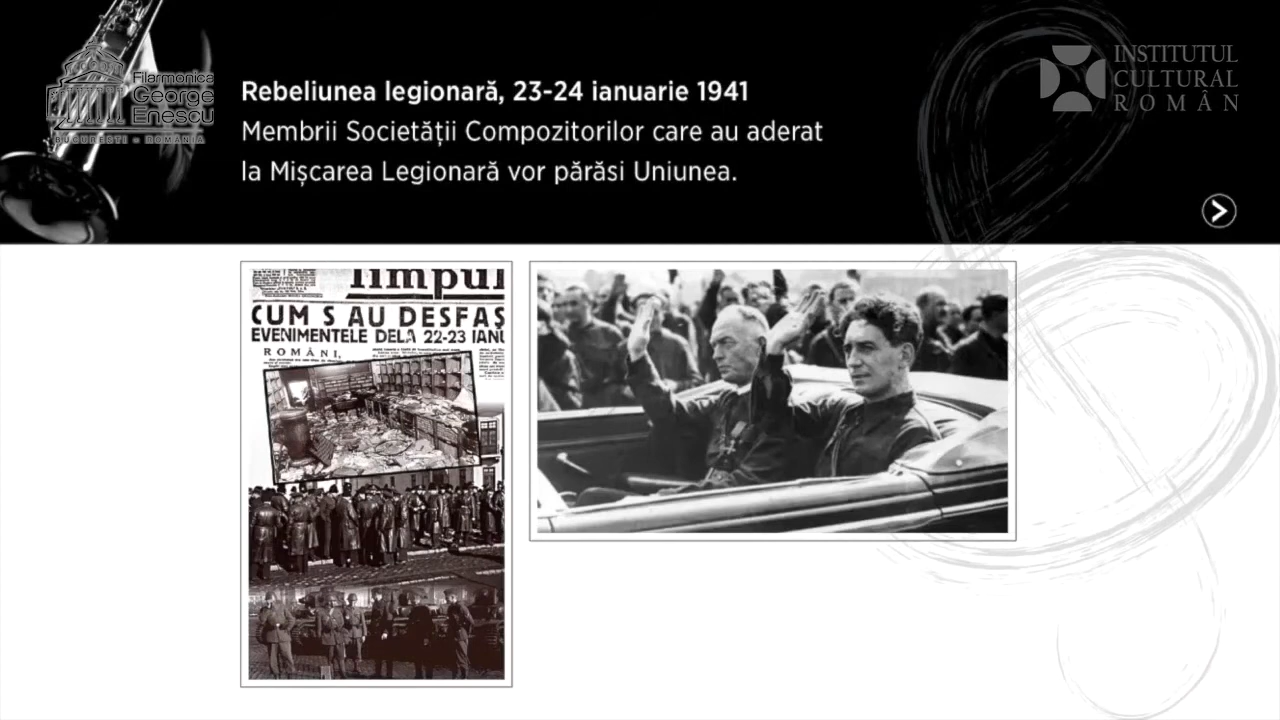 Filarmonica
George
Enescu
BUCUREȘTI - ROMÂNIA
Rebeliunea legionară, 23-24 ianuarie 1941
Membrii Societății Compozitorilor care au aderat
la Mișcarea Legionară vor părăsi Uniunea.
INSTITUTUL
CULTURAL
ROMÂN
Timpul
CUM S AU DESFAȘ
EVENIMENTELE DELA 22-23 IANU
ROMÂNI,